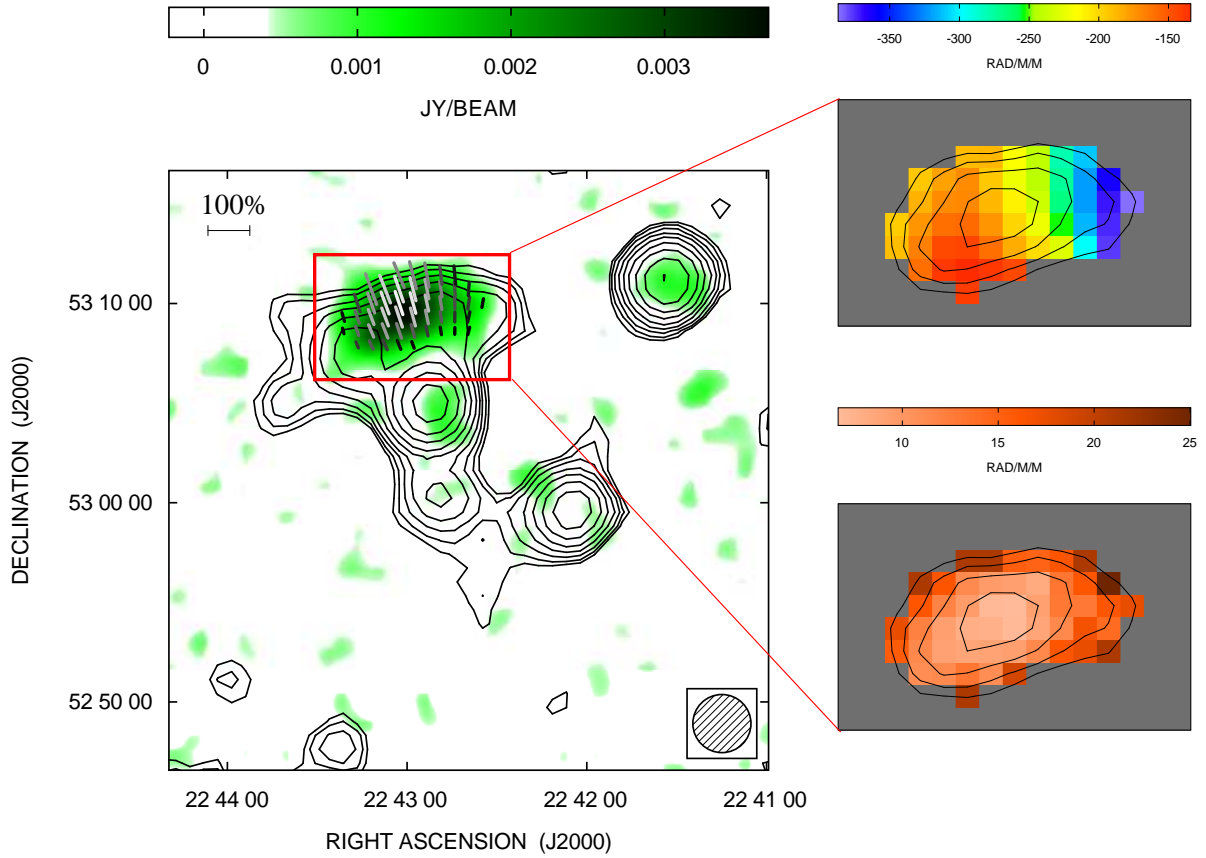 0 0.001 0.002 0.003
JY/BEAM
-350 -300 -250 -200 -150
RAD/M/M
100%
53 10 00
53 00 00
52 50 00
DECLINATION (J2000)
10 15 20 25
RAD/M/M
22 44 00 22 43 00 22 42 00 22 41 00
RIGHT ASCENSION (J2000)